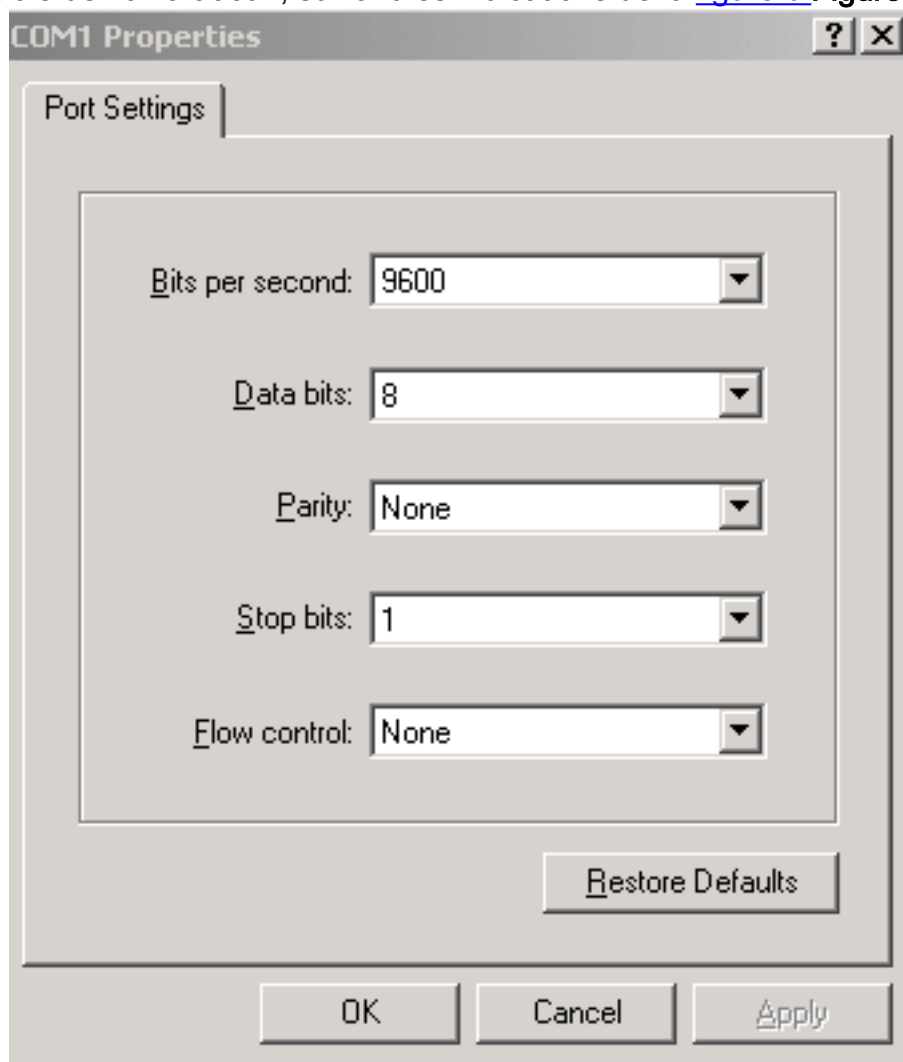 Figure
COM1 Properties
Port Settings
Bits per second: 9600
Data bits: 8
Parity: None
Stop bits: 1
Flow control: None
Restore Defaults
OK Cancel Apply